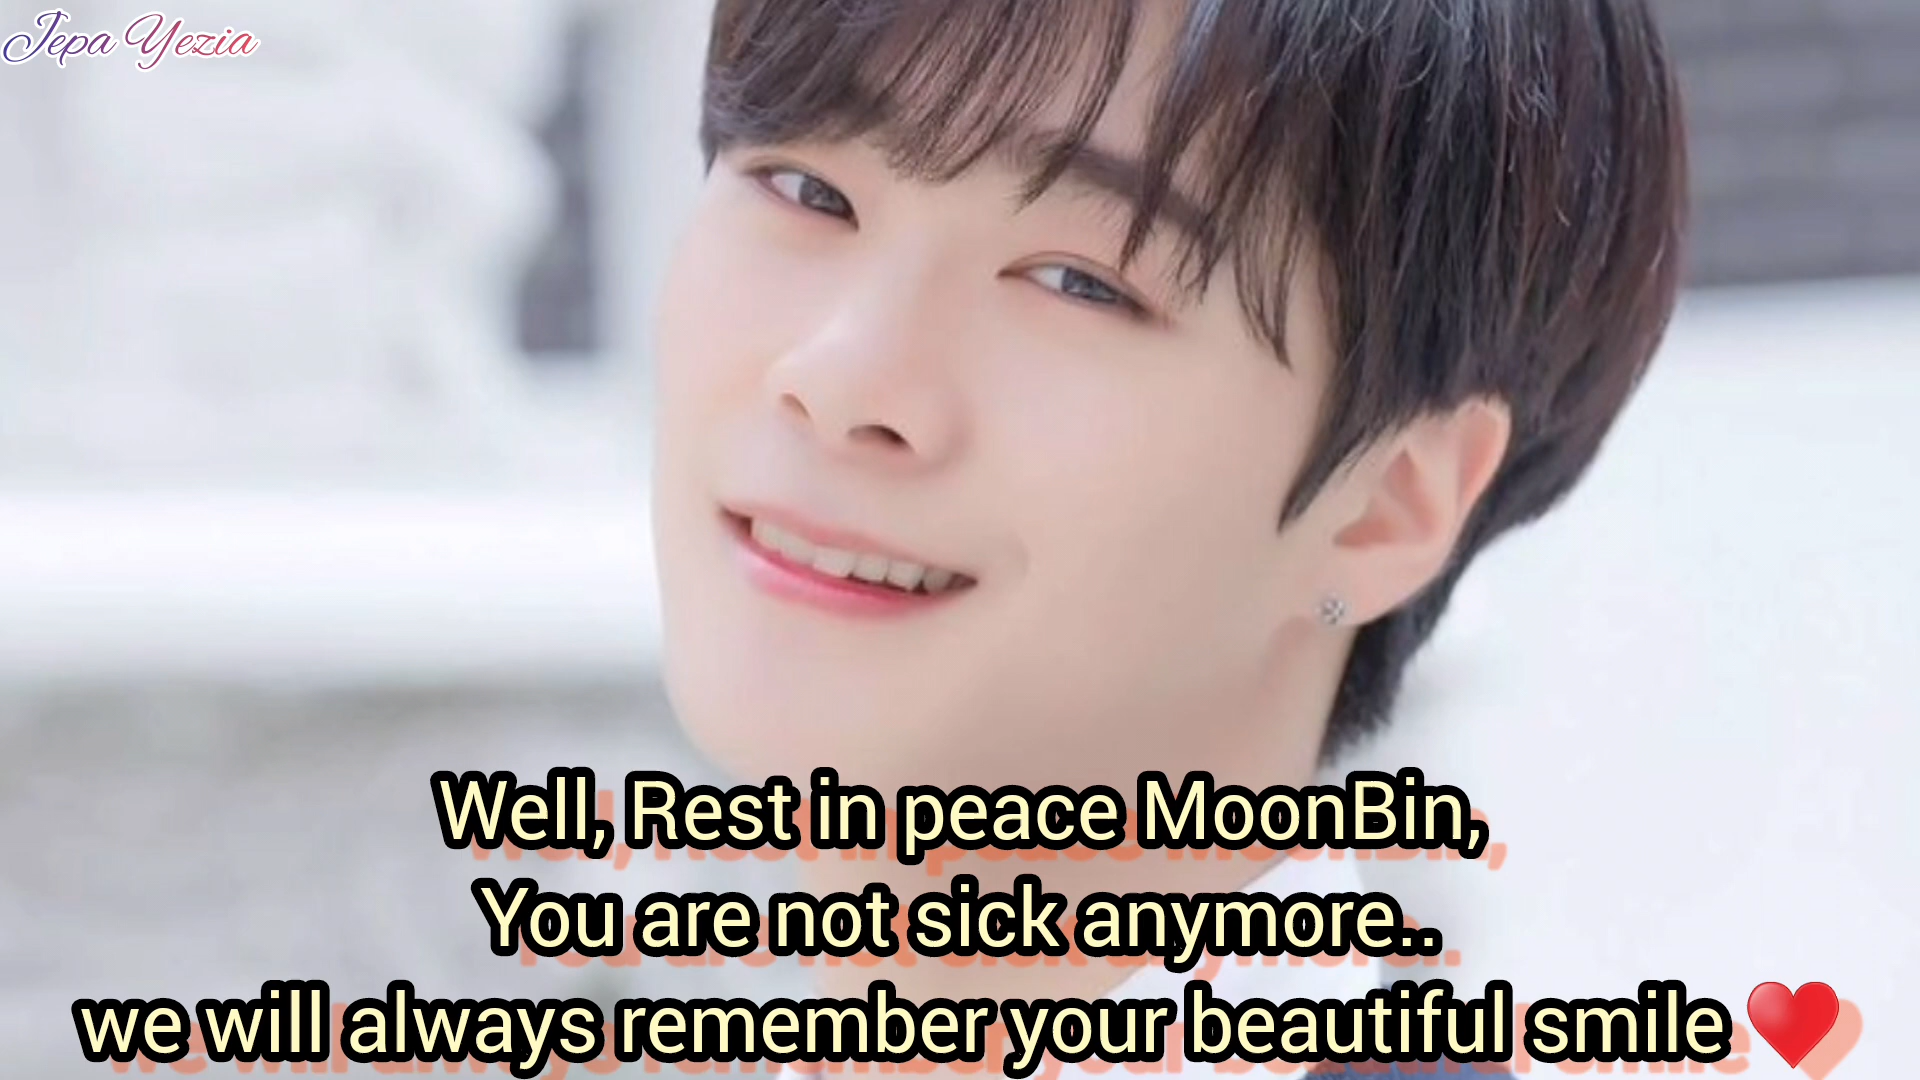 Jepa Yezia
Well, Rest in peace MoonBin,
You are not sick anymore..
we will always remember your beautiful smile ❤️